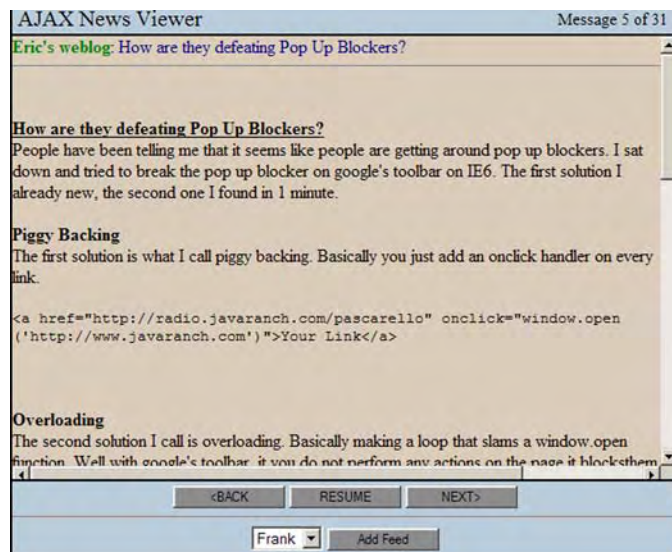 AJAX News Viewer Message 5 of 31
Eric's weblog: How are they defeating Pop Up Blockers?
How are they defeating Pop Up Blockers?
People have been telling me that it seems like people are getting around pop up blockers. I sat
down and tried to break the pop up blocker on google's toolbar on IE6. The first solution I
already new, the second one I found in 1 minute.
Piggy Backing
The first solution is what I call piggy backing. Basically you just add an onclick handler on every
link.
<a href="http://radio.javaranch.com/pascarello" onclick="window.open
('http://www.javaranch.com')">Your Link</a>
Overloading
The second solution I call is overloading. Basically making a loop that slams a window.open
function. Well with google's toolbar, it you do not perform any actions on the page it blocksthem
<BACK RESUME NEXT>
Frank Add Feed